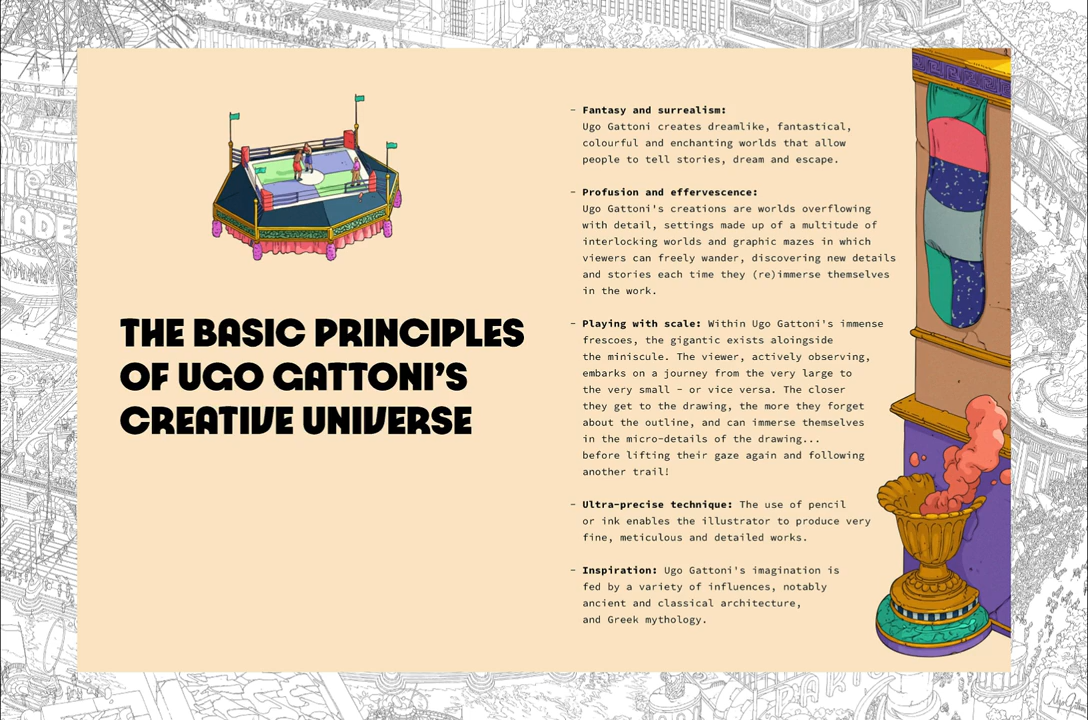 THE BASIC PRINCIPLES
OF UGO GATTONI'S
CREATIVE UNIVERSE
- Fantasy and surrealism:
Ugo Gattoni creates dreamlike, fantastical,
colourful and enchanting worlds that allow
people to tell stories, dream and escape.
- Profusion and effervescence:
Ugo Gattoni's creations are worlds overflowing
with detail, settings made up of a multitude of
interlocking worlds and graphic mazes in which
viewers can freely wander, discovering new details
and stories each time they (re)immerse themselves
in the work.
- Playing with scale: Within Ugo Gattoni's immense
frescoes, the gigantic exists aloingside
the miniscule. The viewer, actively observing,
embarks on a journey from the very large to
the very small - or vice versa. The closer
they get to the drawing, the more they forget
about the outline, and can immerse themselves
in the micro-details of the drawing...
before lifting their gaze again and following
another trail!
- Ultra-precise technique: The use of pencil
or ink enables the illustrator to produce very
fine, meticulous and detailed works.
- Inspiration: Ugo Gattoni's imagination is
fed by a variety of influences, notably
ancient and classical architecture,
and Greek mythology.